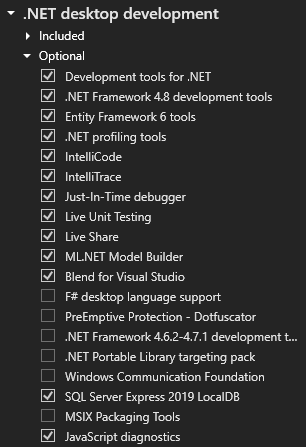 .NET desktop development
Included
Optional
Development tools for .NET
.NET Framework 4.8 development tools
Entity Framework 6 tools
.NET profiling tools
IntelliCode
IntelliTrace
Just-In-Time debugger
Live Unit Testing
Live Share
ML.NET Model Builder
Blend for Visual Studio
F# desktop language support
PreEmptive Protection - Dotfuscator
.NET Framework 4.6.2-4.7.1 development t...
.NET Portable Library targeting pack
Windows Communication Foundation
SQL Server Express 2019 LocalDB
MSIX Packaging Tools
JavaScript diagnostics